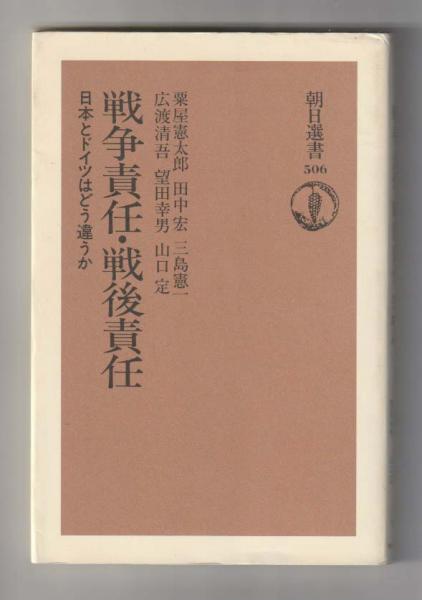 朝日選書
506
粟屋憲太郎 田中宏 三島憲一
広渡清吾 望田幸男 山口定
戦争責任・戦後責任
日本とドイツはどう違うか